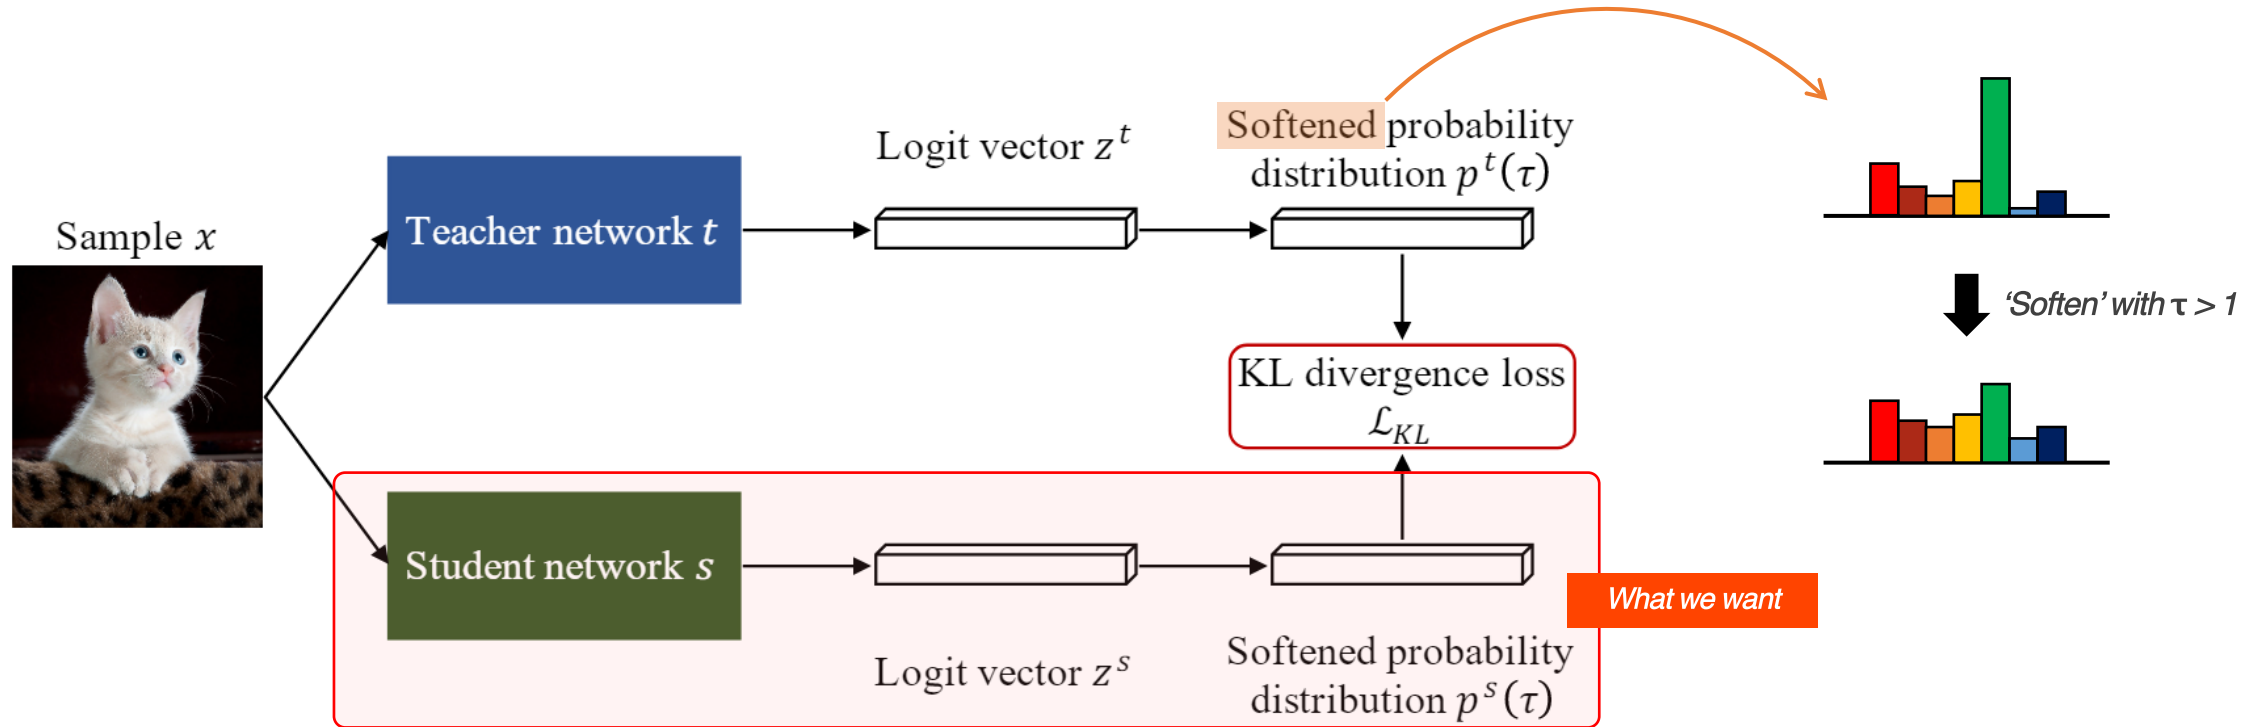 Sample x
Teacher network t
Logit vector z^t
Softened probability
distribution p^t(τ)
'Soften' with τ > 1
KL divergence loss
ℒ_KL
Student network s
Logit vector z^s
Softened probability
distribution p^s(τ)
What we want